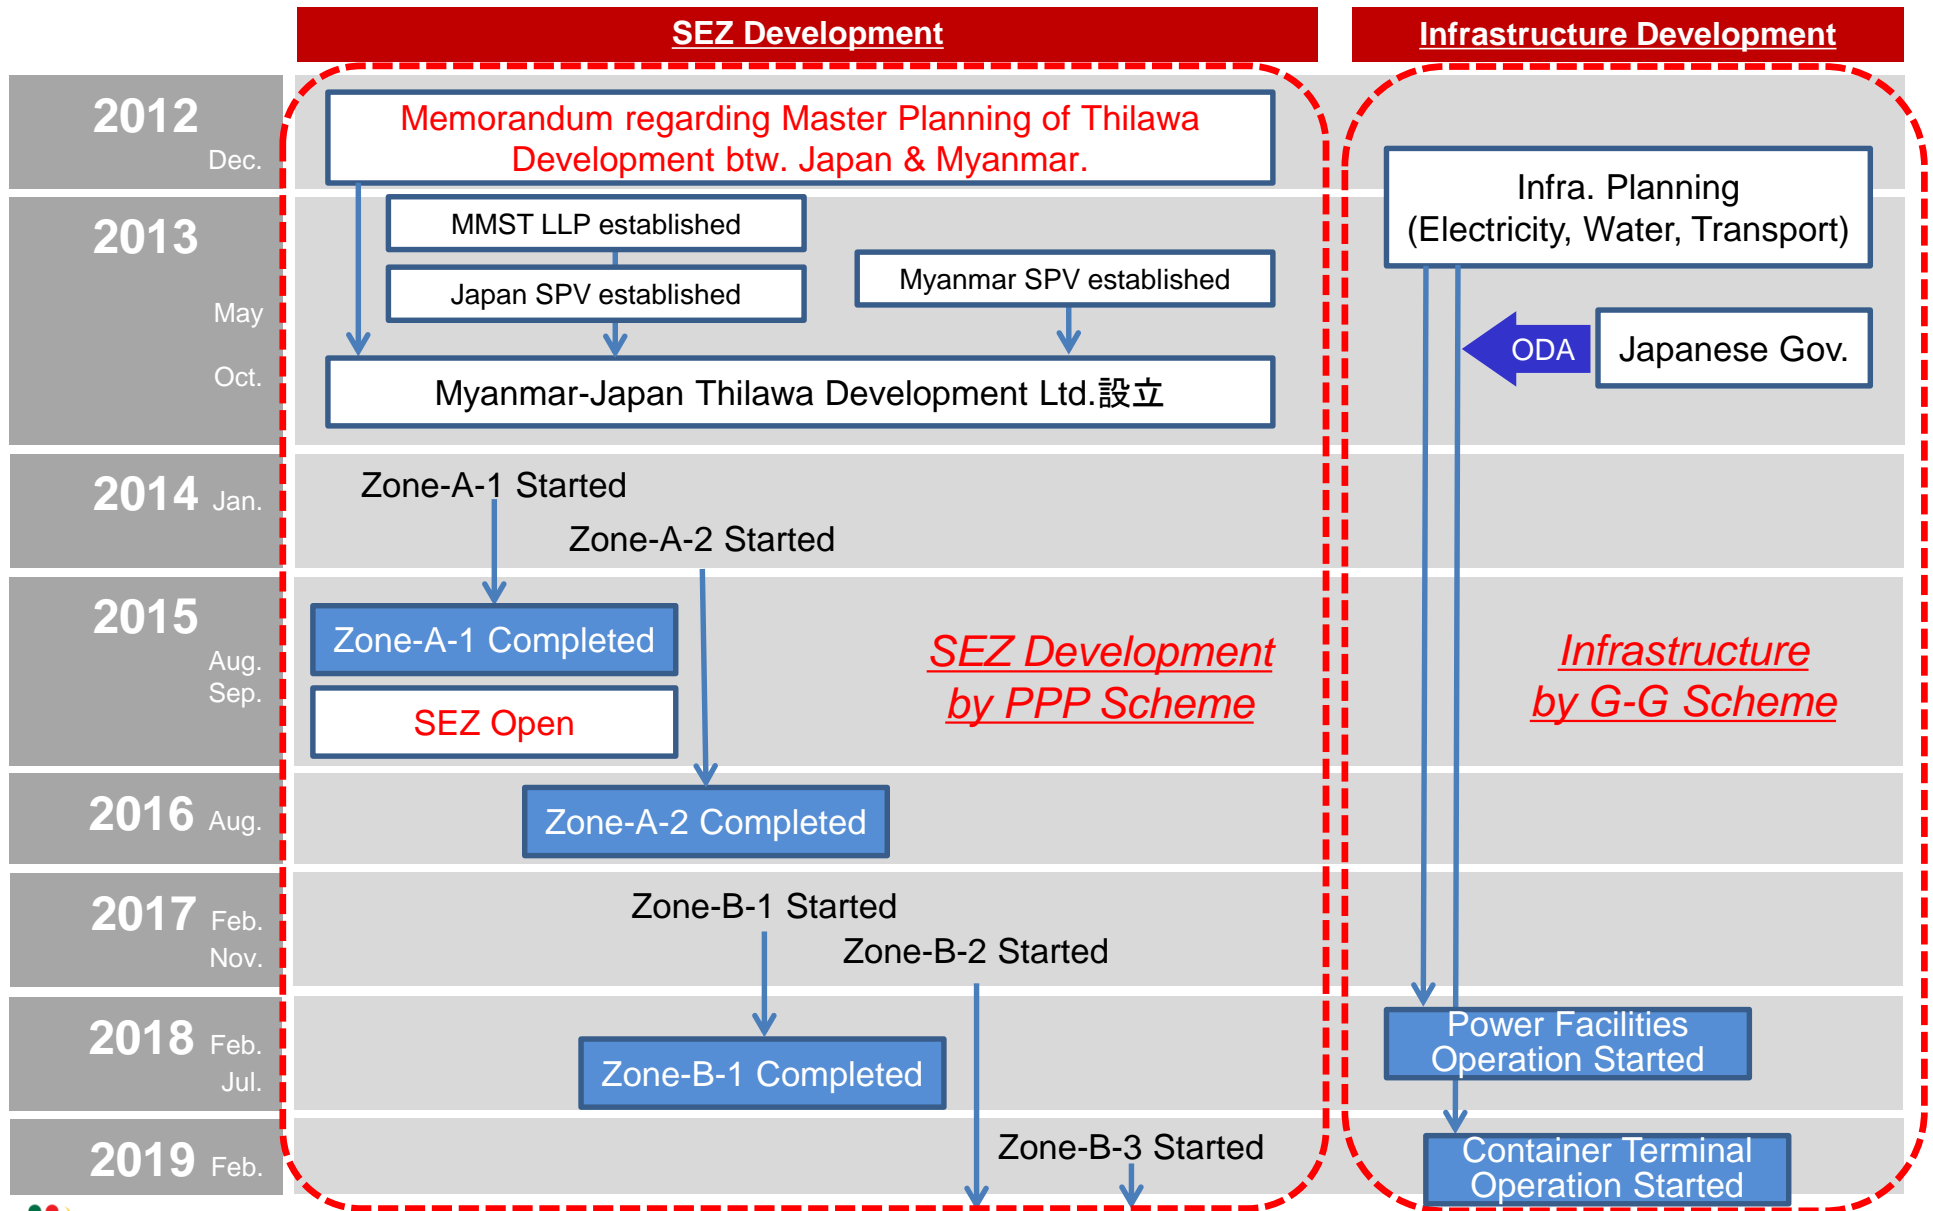 SEZ Development
Infrastructure Development
2012
Dec.
Memorandum regarding Master Planning of Thilawa
Development btw. Japan & Myanmar.
Infra. Planning
(Electricity, Water, Transport)
2013
May
Oct.
MMST LLP established
Japan SPV established
Myanmar SPV established
ODA
Japanese Gov.
Myanmar-Japan Thilawa Development Ltd.設立
2014 Jan.
Zone-A-1 Started
Zone-A-2 Started
2015
Aug.
Sep.
Zone-A-1 Completed
SEZ Open
SEZ Development
by PPP Scheme
Infrastructure
by G-G Scheme
2016 Aug.
Zone-A-2 Completed
2017 Feb.
Nov.
Zone-B-1 Started
Zone-B-2 Started
2018 Feb.
Jul.
Zone-B-1 Completed
Power Facilities
Operation Started
2019 Feb.
Zone-B-3 Started
Container Terminal
Operation Started